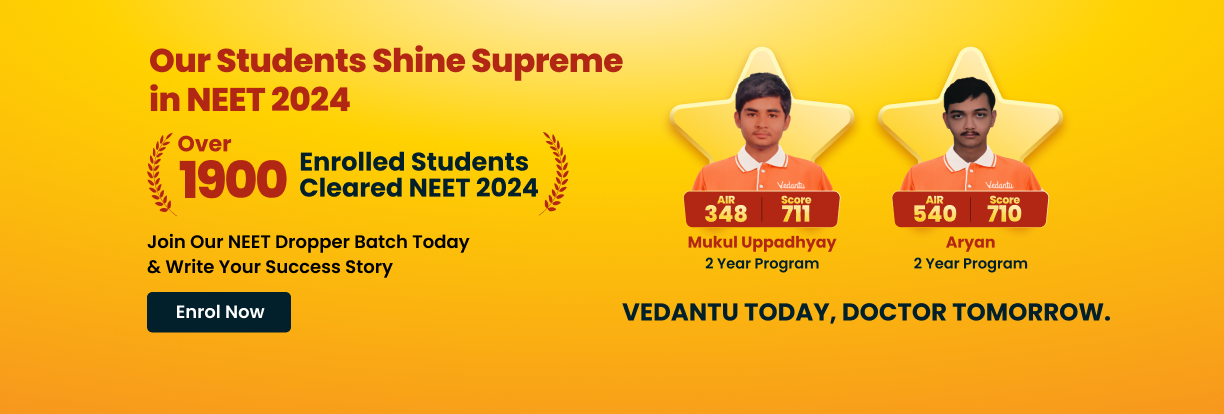 Our Students Shine Supreme
in NEET 2024
Over
1900
Enrolled Students
Cleared NEET 2024
Join Our NEET Dropper Batch Today
& Write Your Success Story
Enrol Now
Vedantu
AIR
348
Score
711
Mukul Uppadhyay
2 Year Program
Vedantu
AIR
540
Score
710
Aryan
2 Year Program
VEDANTU TODAY, DOCTOR TOMORROW.